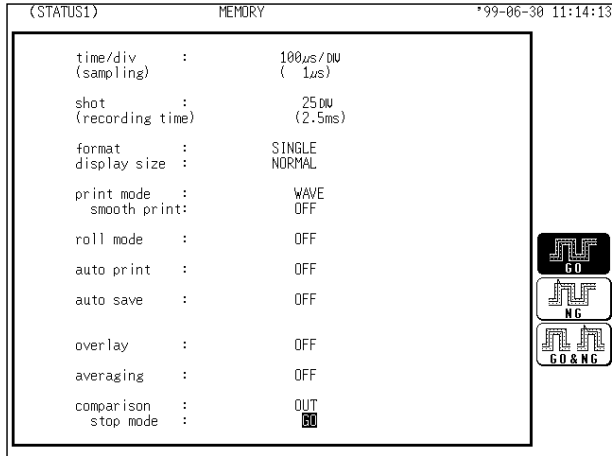 (STATUS1) MEMORY '99-06-30 11:14:13
time/div : 100µs/DIV
(sampling) ( 1µs)
shot : 25DIV
(recording time) (2.5ms)
format : SINGLE
display size : NORMAL
print mode : WAVE
smooth print: OFF
roll mode : OFF
auto print : OFF
auto save : OFF
overlay : OFF
averaging : OFF
comparison : OUT
stop mode : GO
GO
NG
GO&NG